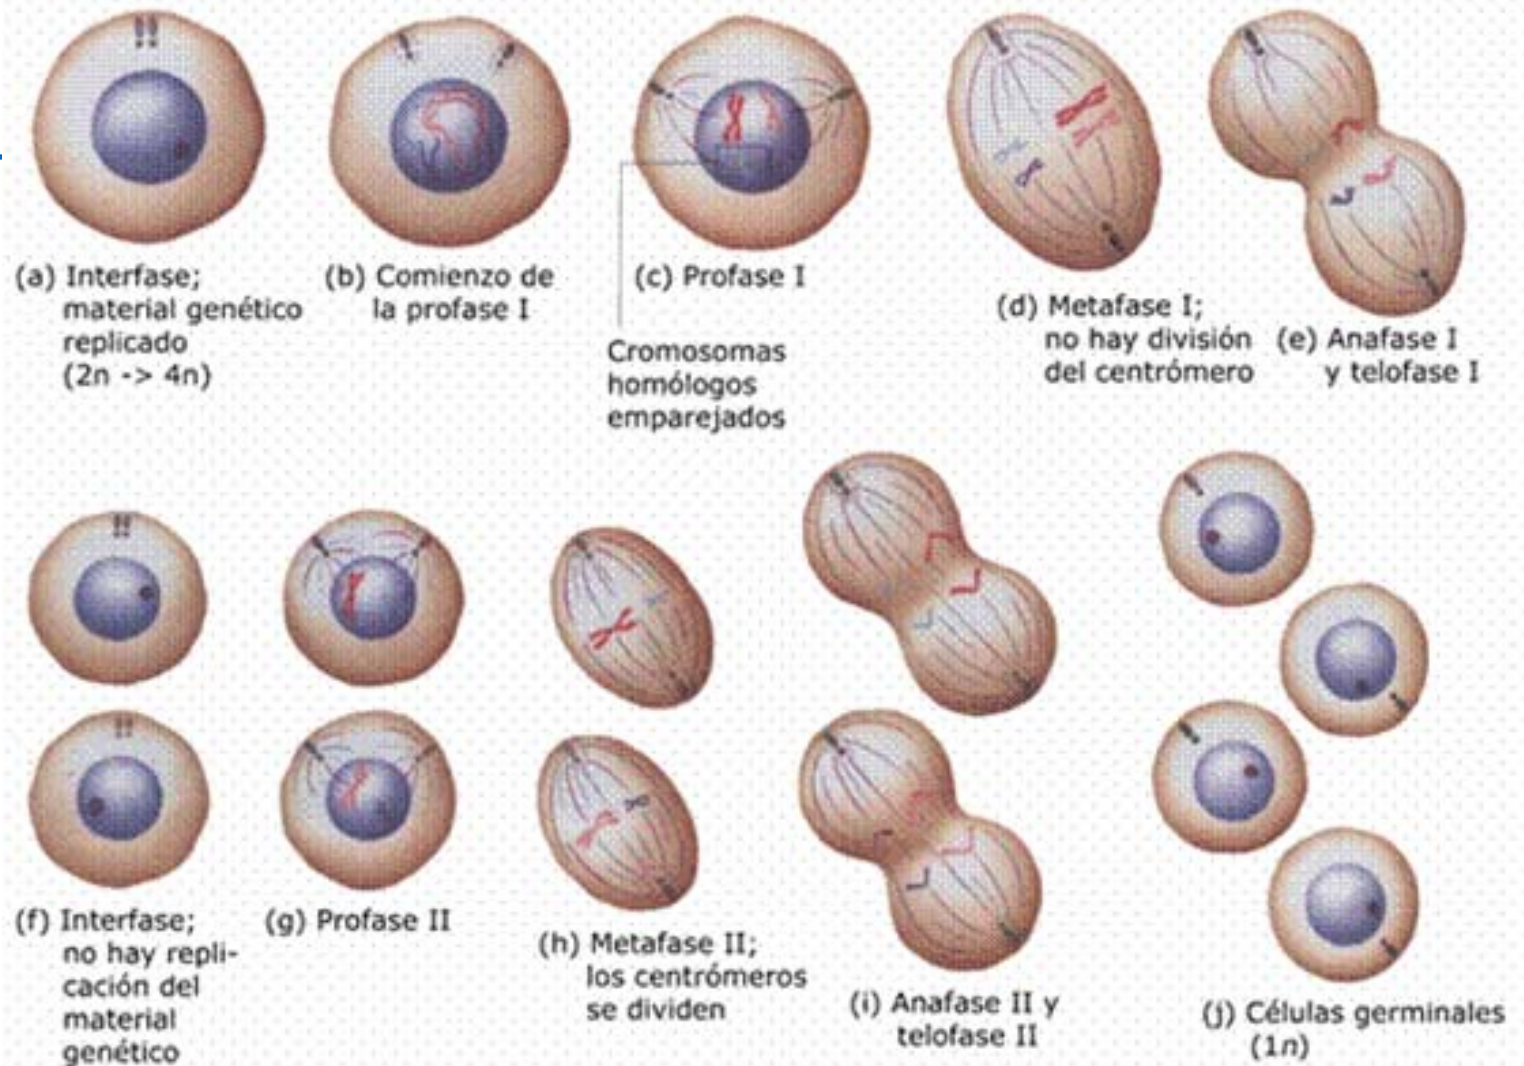 (a) Interfase;
material genético
replicado
(2n -> 4n)
(b) Comienzo de
la profase I
(c) Profase I
Cromosomas
homólogos
emparejados
(d) Metafase I;
no hay división
del centrómero
(e) Anafase I
y telofase I
(f) Interfase;
no hay repli-
cación del
material
genético
(g) Profase II
(h) Metafase II;
los centrómeros
se dividen
(i) Anafase II y
telofase II
(j) Células germinales
(1n)